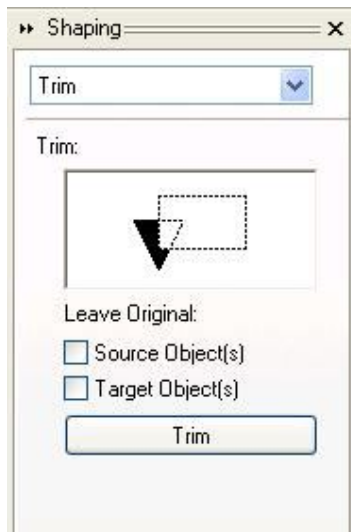 Shaping
Trim
Trim:
Leave Original:
Source Object(s)
Target Object(s)
Trim